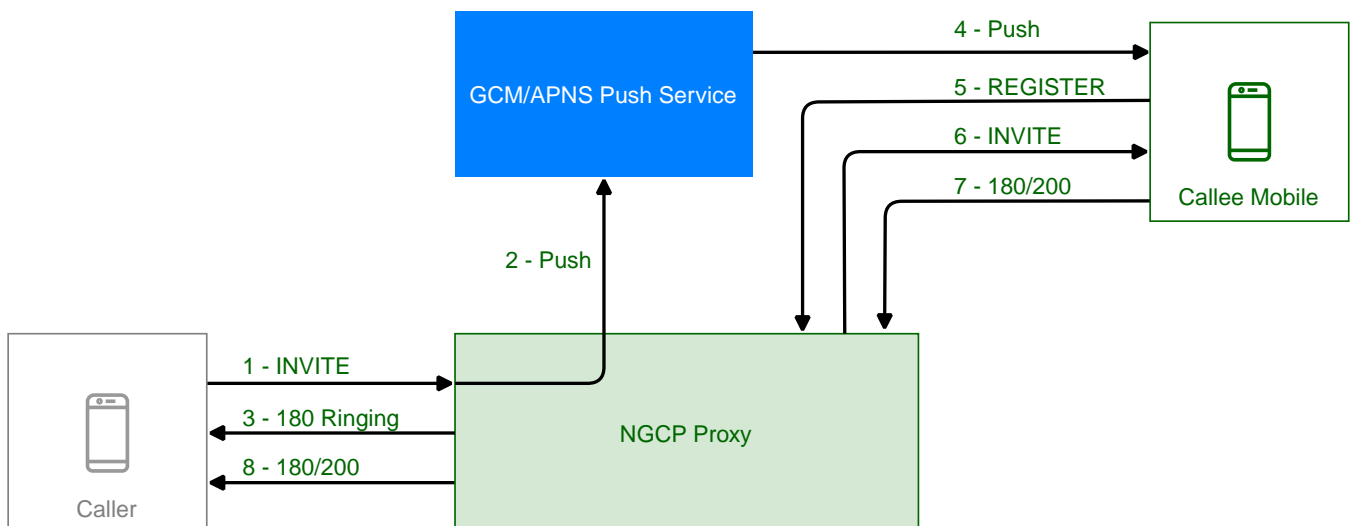 4 - Push
GCM/APNS Push Service
5 - REGISTER
6 - INVITE
7 - 180/200
Callee Mobile
2 - Push
1 - INVITE
3 - 180 Ringing
NGCP Proxy
8 - 180/200
Caller